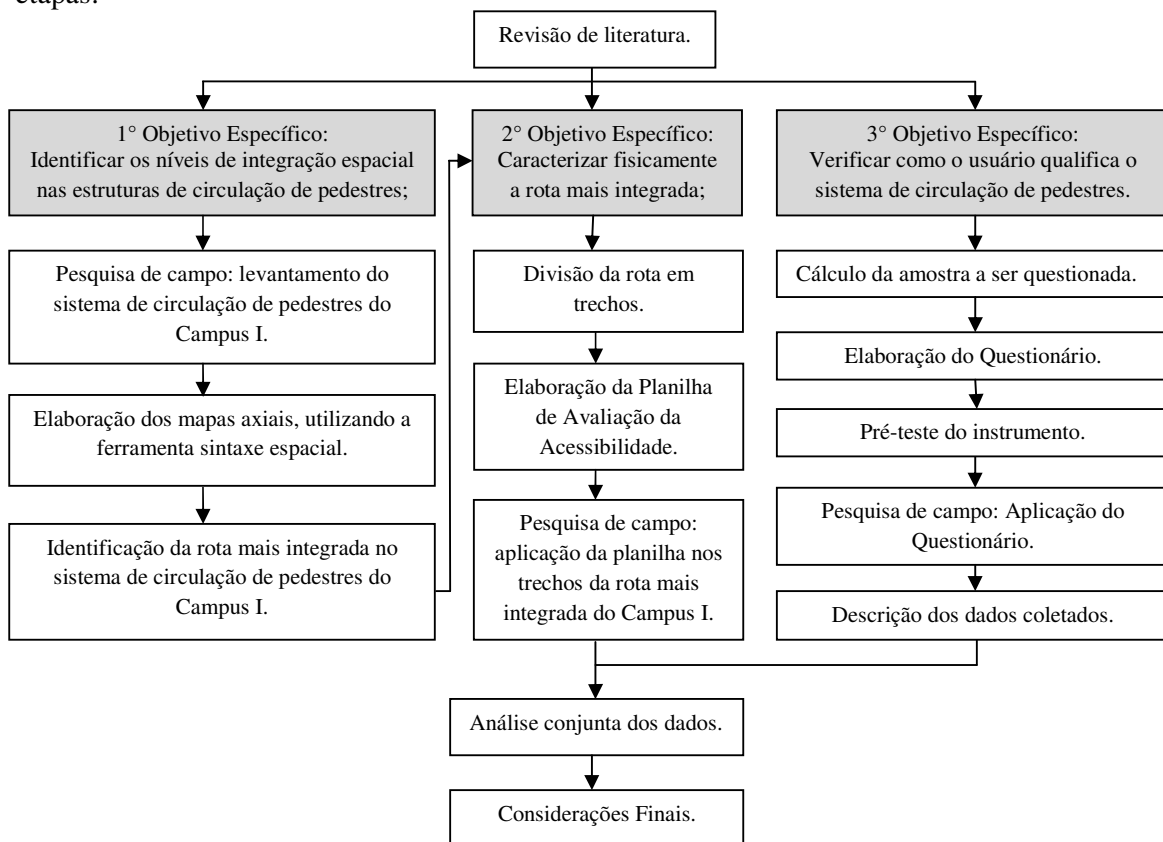 etapas:
Revisão de literatura.
1° Objetivo Específico:
Identificar os níveis de integração espacial
nas estruturas de circulação de pedestres;
Pesquisa de campo: levantamento do
sistema de circulação de pedestres do
Campus I.
Elaboração dos mapas axiais, utilizando a
ferramenta sintaxe espacial.
Identificação da rota mais integrada no
sistema de circulação de pedestres do
Campus I.
2° Objetivo Específico:
Caracterizar fisicamente
a rota mais integrada;
Divisão da rota em
trechos.
Elaboração da Planilha
de Avaliação da
Acessibilidade.
Pesquisa de campo:
aplicação da planilha nos
trechos da rota mais
integrada do Campus I.
3° Objetivo Específico:
Verificar como o usuário qualifica o
sistema de circulação de pedestres.
Cálculo da amostra a ser questionada.
Elaboração do Questionário.
Pré-teste do instrumento.
Pesquisa de campo: Aplicação do
Questionário.
Descrição dos dados coletados.
Análise conjunta dos dados.
Considerações Finais.